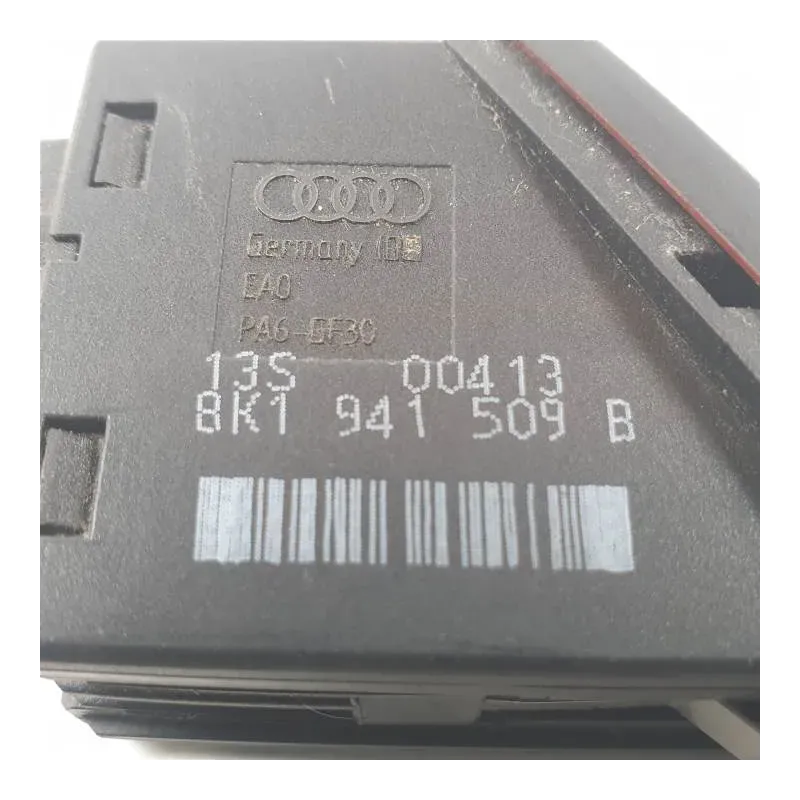 Germany
EA0
PA6-GF30
13S 00413
8K1 941 509 B